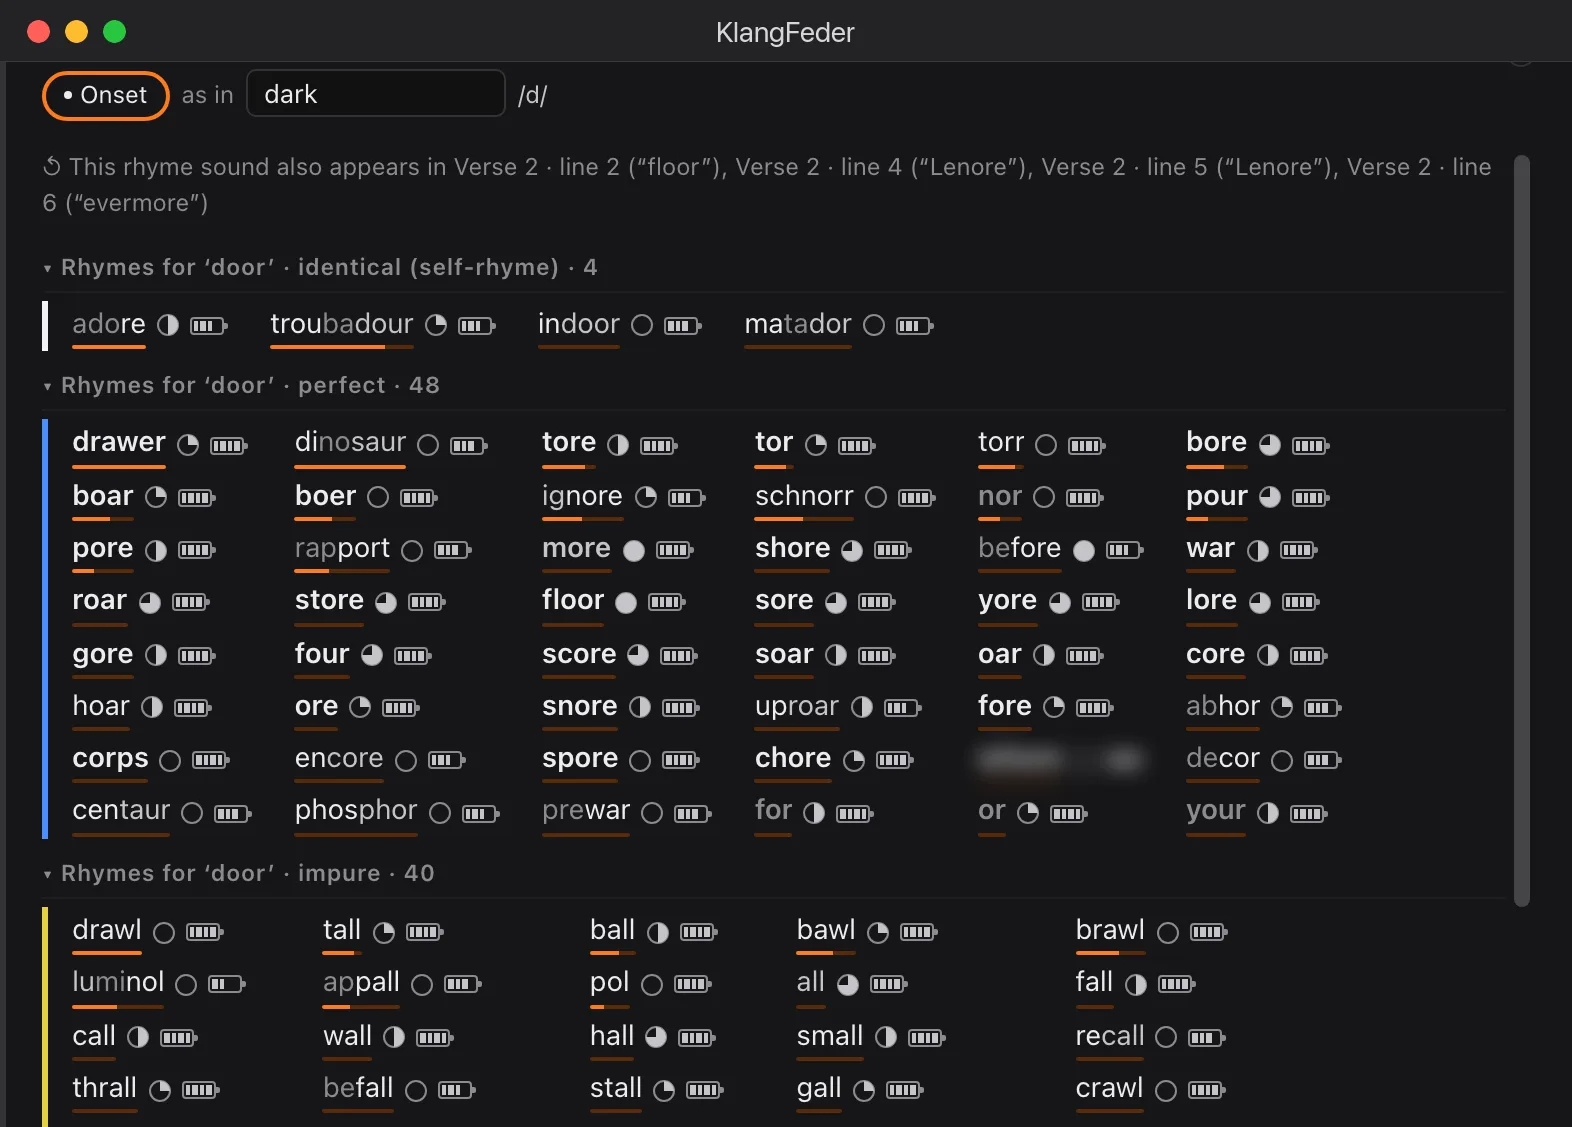 KlangFeder
• Onset as in dark /d/
This rhyme sound also appears in Verse 2 · line 2 (“floor”), Verse 2 · line 4 (“Lenore”), Verse 2 · line 5 (“Lenore”), Verse 2 · line
6 (“evermore”)
Rhymes for ‘door’ · identical (self-rhyme) · 4
adore troubadour indoor matador
Rhymes for ‘door’ · perfect · 48
drawer dinosaur tore tor torr bore
boar boer ignore schnorr nor pour
pore rapport more shore before war
roar store floor sore yore lore
gore four score soar oar core
hoar ore snore uproar fore abhor
corps encore spore chore decor
centaur phosphor prewar for or your
Rhymes for ‘door’ · impure · 40
drawl tall ball bawl brawl
luminol appall pol all fall
call wall hall small recall
thrall befall stall gall crawl